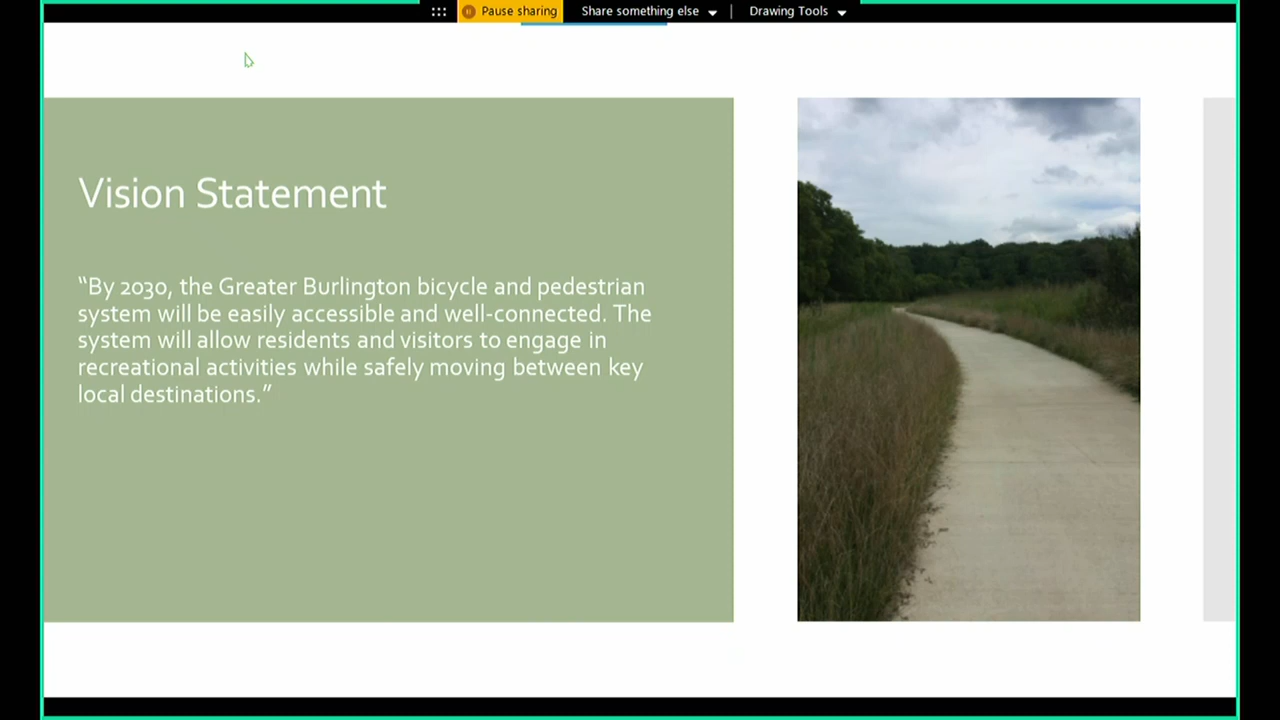 Pause sharing Share something else Drawing Tools
Vision Statement
“By 2030, the Greater Burlington bicycle and pedestrian
system will be easily accessible and well-connected. The
system will allow residents and visitors to engage in
recreational activities while safely moving between key
local destinations.”